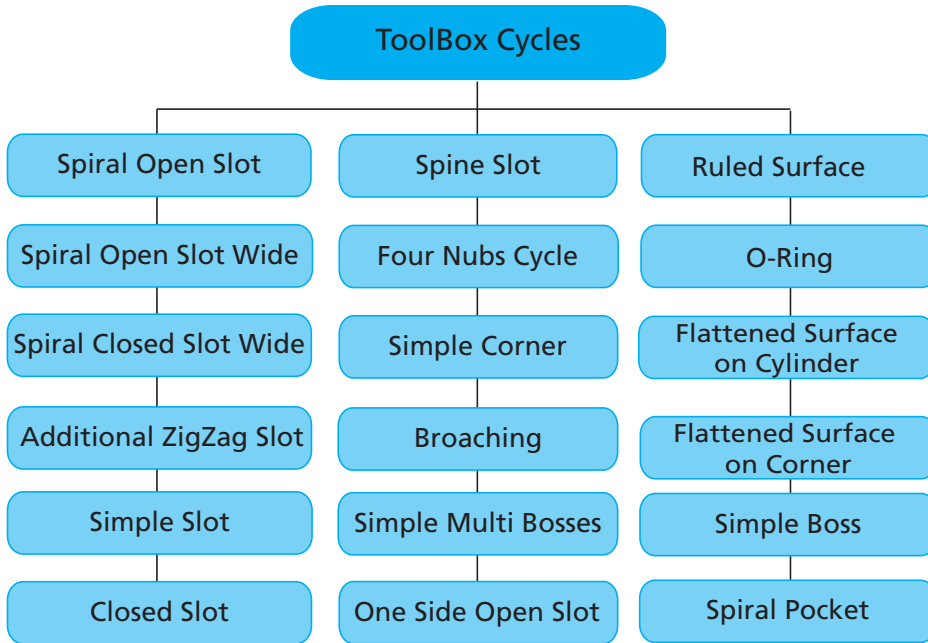 ToolBox Cycles
Spiral Open Slot
Spiral Open Slot Wide
Spiral Closed Slot Wide
Additional ZigZag Slot
Simple Slot
Closed Slot
Spine Slot
Four Nubs Cycle
Simple Corner
Broaching
Simple Multi Bosses
One Side Open Slot
Ruled Surface
O-Ring
Flattened Surface
on Cylinder
Flattened Surface
on Corner
Simple Boss
Spiral Pocket